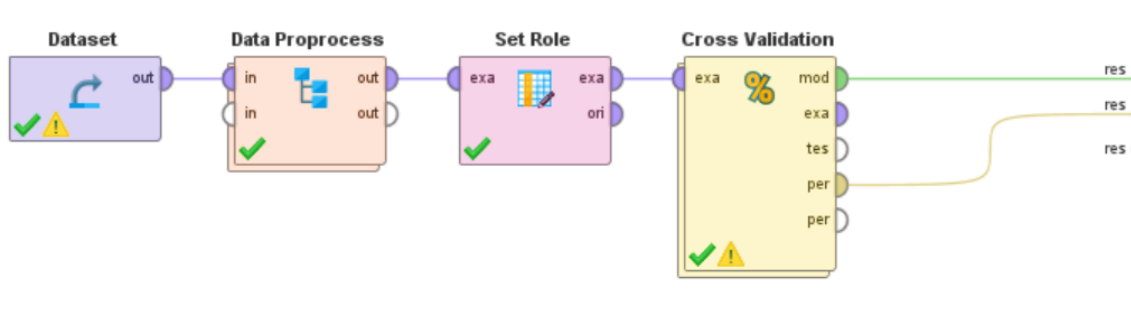 Dataset
Data Proprocess
Set Role
Cross Validation
out
in
out
exa
exa
exa
mod
res
in
out
ori
exa
res
tes
res
per
per